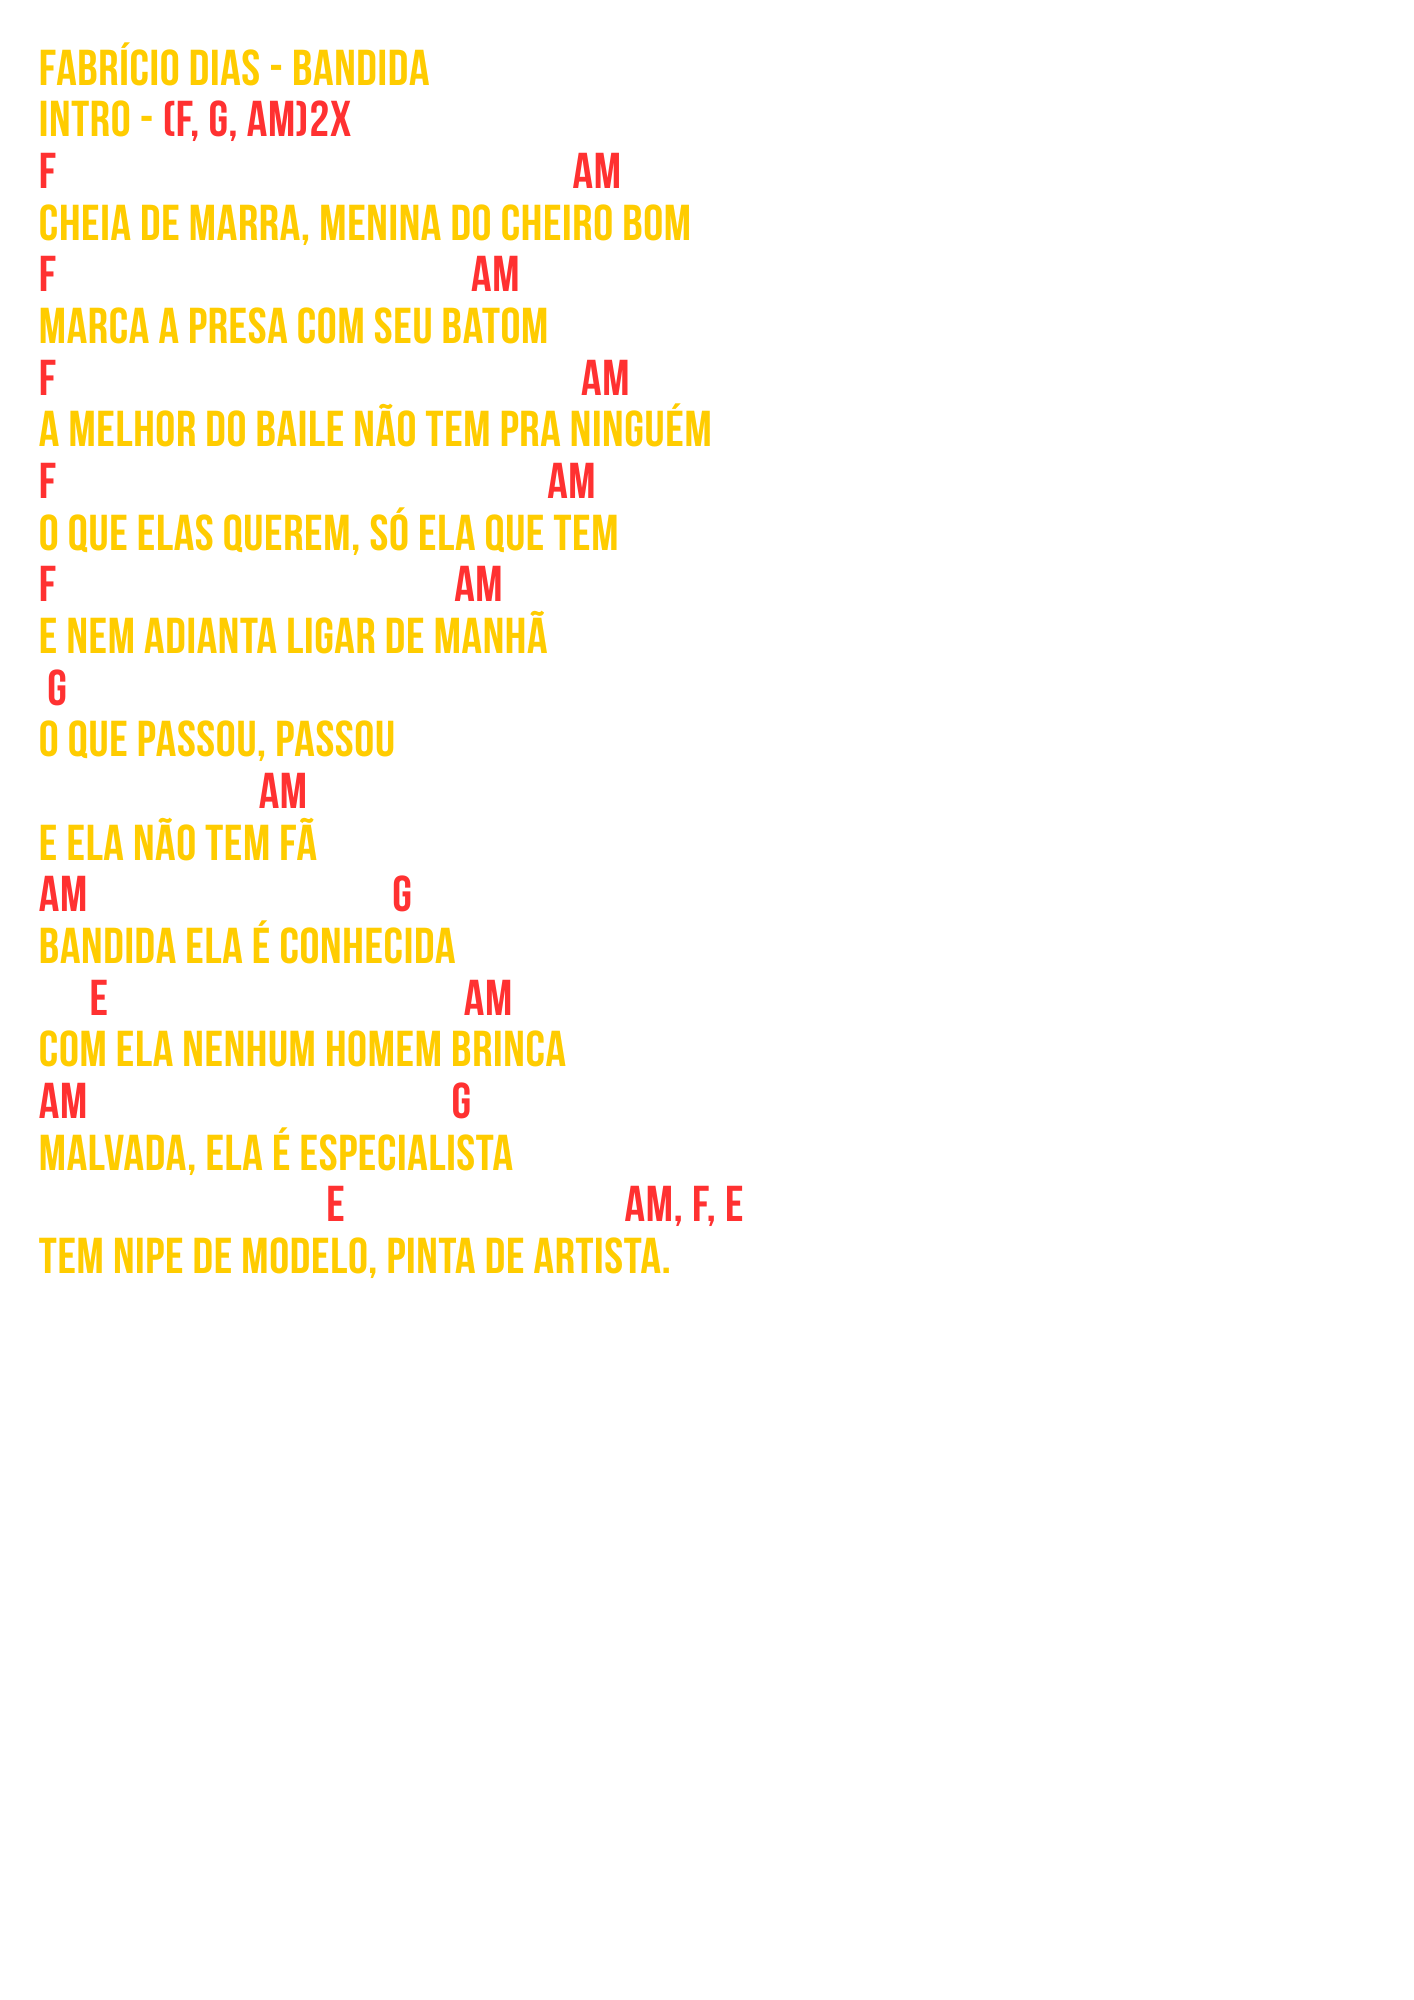 FABRÍCIO DIAS - BANDIDA
INTRO - (F, G, AM)2X
F AM
CHEIA DE MARRA, MENINA DO CHEIRO BOM
F AM
MARCA A PRESA COM SEU BATOM
F AM
A MELHOR DO BAILE NÃO TEM PRA NINGUÉM
F AM
O QUE ELAS QUEREM, SÓ ELA QUE TEM
F AM
E NEM ADIANTA LIGAR DE MANHÃ
G
O QUE PASSOU, PASSOU
AM
E ELA NÃO TEM FÃ
AM G
BANDIDA ELA É CONHECIDA
E AM
COM ELA NENHUM HOMEM BRINCA
AM G
MALVADA, ELA É ESPECIALISTA
E AM, F, E
TEM NIPE DE MODELO, PINTA DE ARTISTA.